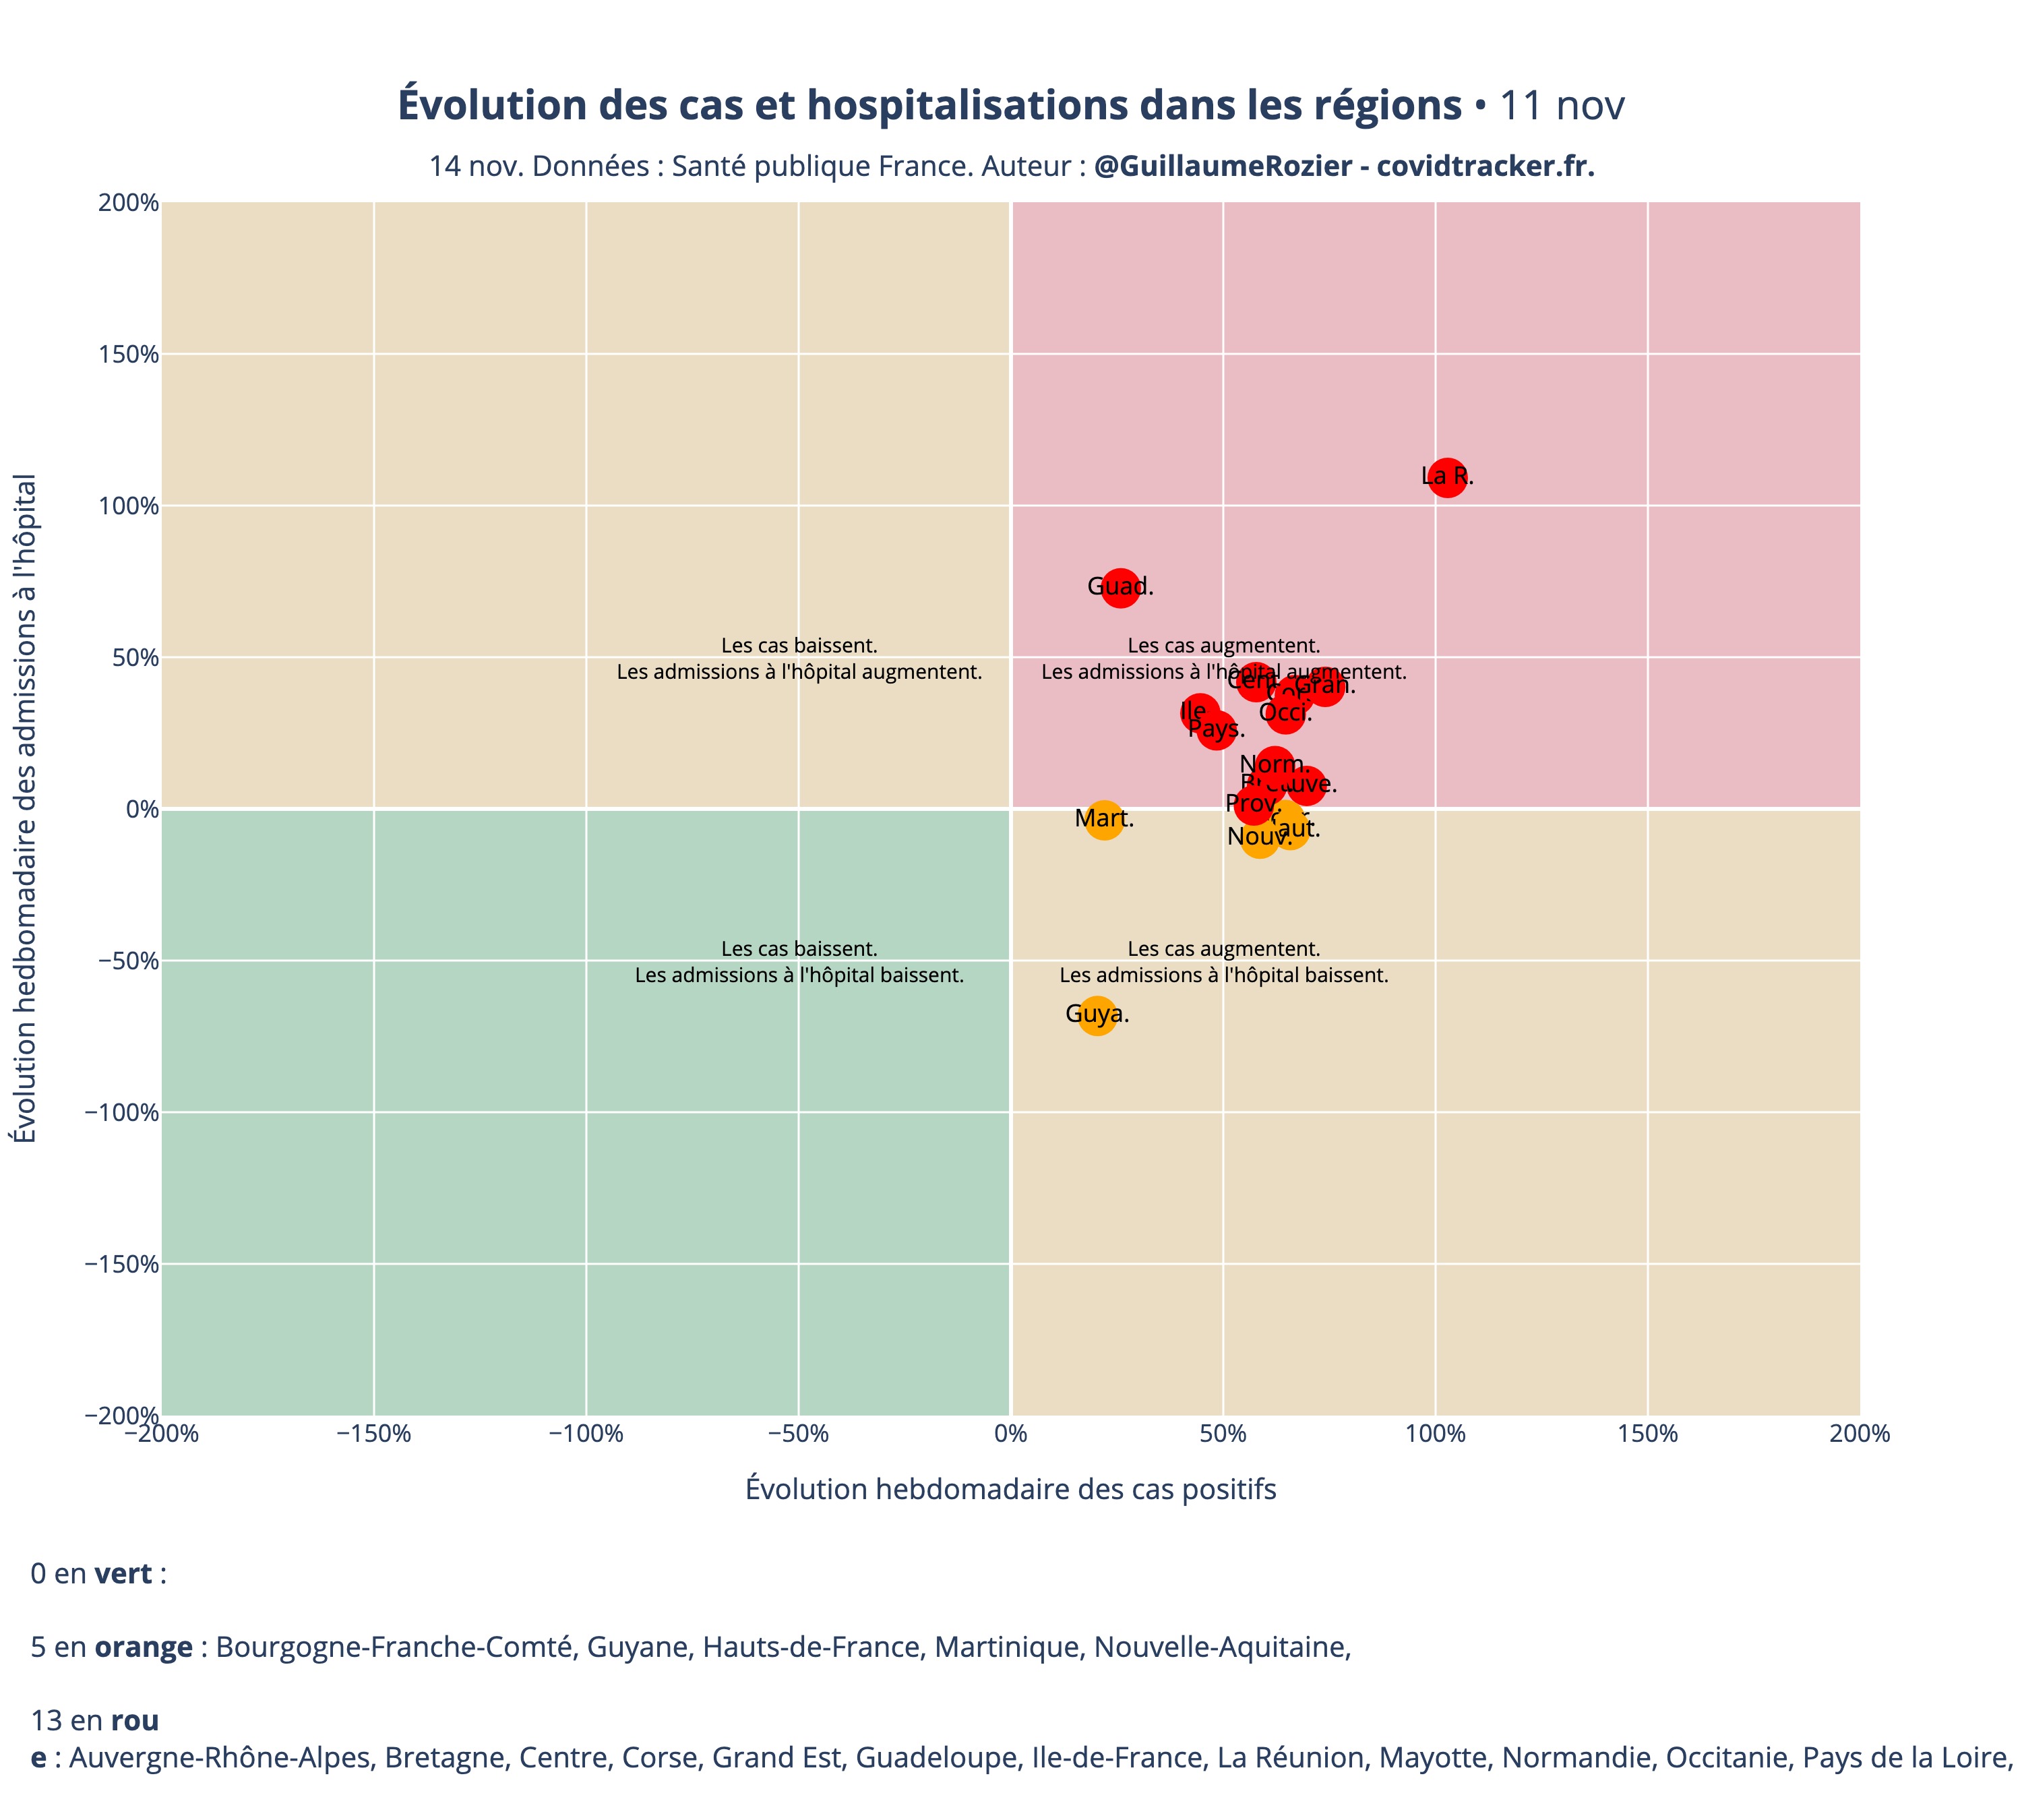 Évolution des cas et hospitalisations dans les régions • 11 nov
14 nov. Données : Santé publique France. Auteur : @GuillaumeRozier - covidtracker.fr.
200%
150%
100%
50%
0%
−50%
−100%
−150%
−200%
Évolution hedbomadaire des admissions à l'hôpital
La R.
Guad.
Les cas baissent.
Les admissions à l'hôpital augmentent.
Les cas augmentent.
Les admissions à l'hôpital augmentent.
Gran.
Occi.
Ile
Pays.
Norm.
Prov.
Mart.
Nouv.
Les cas baissent.
Les admissions à l'hôpital baissent.
Les cas augmentent.
Les admissions à l'hôpital baissent.
Guya.
−200%
−150%
−100%
−50%
0%
50%
100%
150%
200%
Évolution hebdomadaire des cas positifs
0 en vert :
5 en orange : Bourgogne-Franche-Comté, Guyane, Hauts-de-France, Martinique, Nouvelle-Aquitaine,
13 en rou
e : Auvergne-Rhône-Alpes, Bretagne, Centre, Corse, Grand Est, Guadeloupe, Ile-de-France, La Réunion, Mayotte, Normandie, Occitanie, Pays de la Loire,